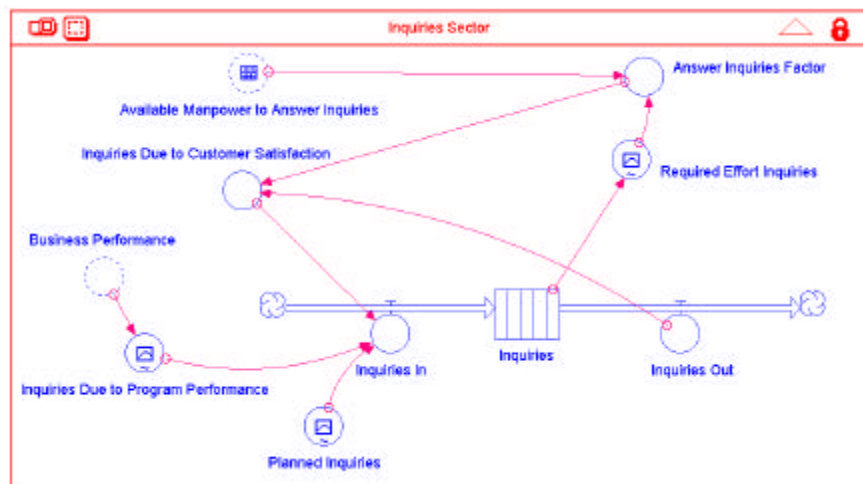 Inquiries Sector
Answer Inquiries Factor
Available Manpower to Answer Inquiries
Inquiries Due to Customer Satisfaction
Required Effort Inquiries
Business Performance
Inquiries
Inquiries In
Inquiries Out
Inquiries Due to Program Performance
Planned Inquiries